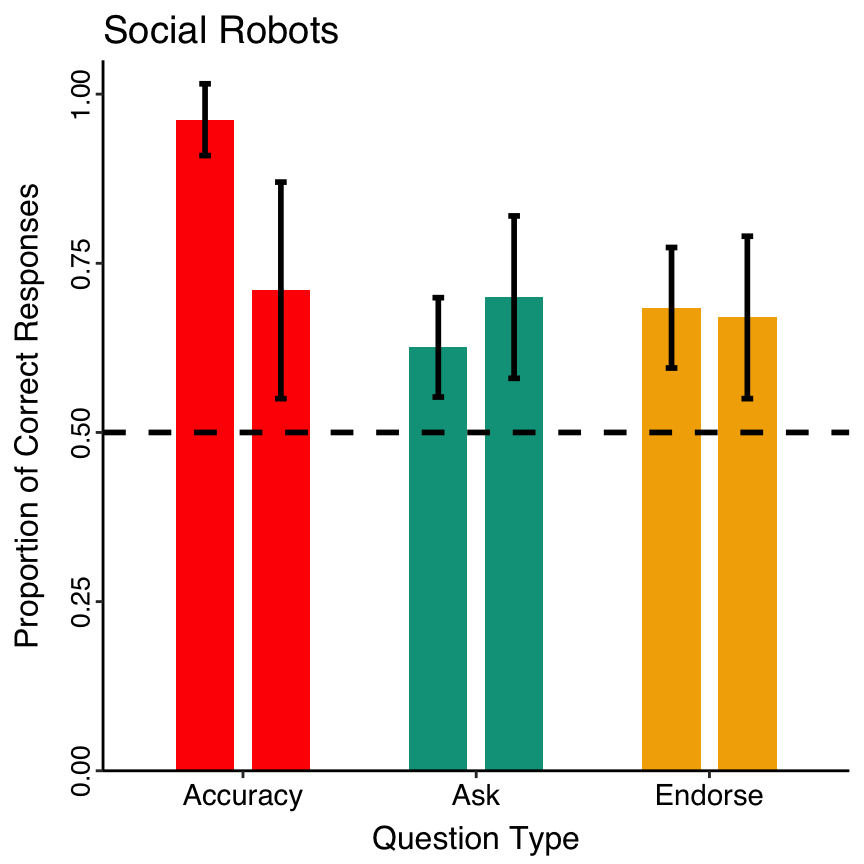 Social Robots
Proportion of Correct Responses
1.00
0.75
0.50
0.25
0.00
Accuracy Ask Endorse
Question Type